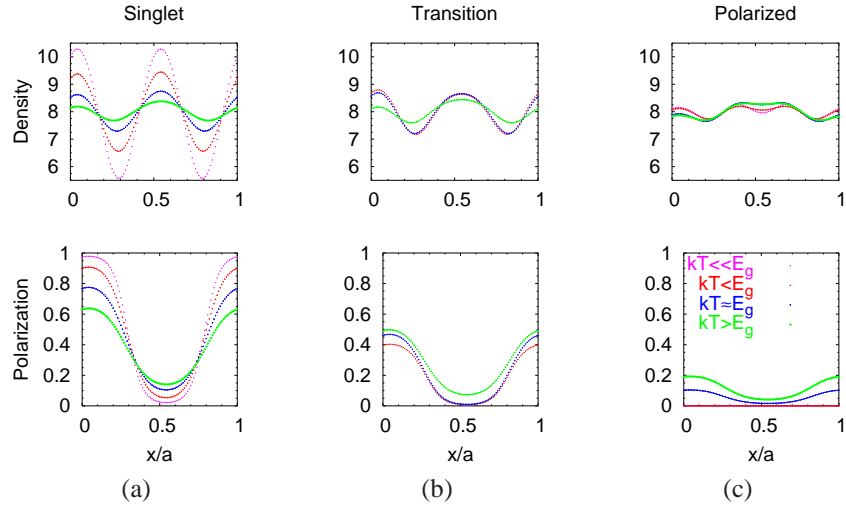 Singlet Transition Polarized
Density
10
9
8
7
6
0 0.5 1
x/a
10
9
8
7
6
0 0.5 1
x/a
10
9
8
7
6
0 0.5 1
x/a
Polarization
1
0.8
0.6
0.4
0.2
0
0 0.5 1
x/a
1
0.8
0.6
0.4
0.2
0
0 0.5 1
x/a
1
0.8
0.6
0.4
0.2
0
kT<<Eg
kT<Eg
kT≈Eg
kT>Eg
0 0.5 1
x/a
(a) (b) (c)